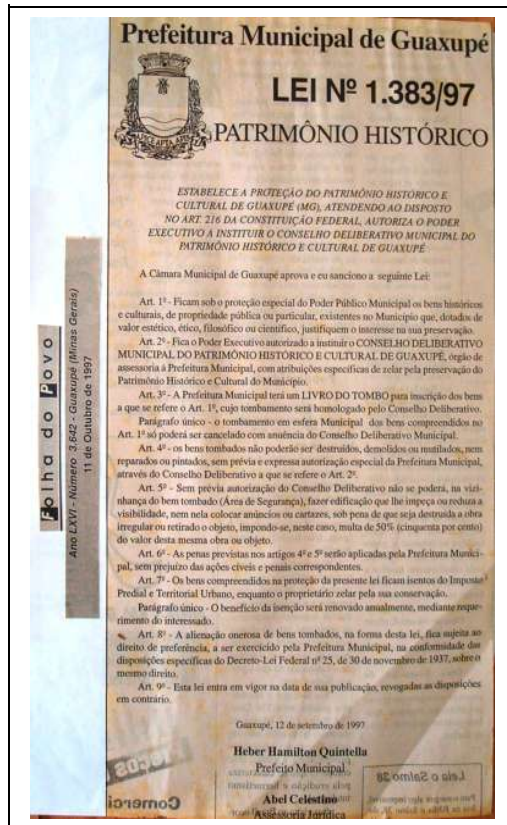 Prefeitura Municipal de Guaxupé
LEI Nº 1.383/97
PATRIMÔNIO HISTÓRICO
ESTABELECE A PROTEÇÃO DO PATRIMÔNIO HISTÓRICO E
CULTURAL DE GUAXUPÉ (MG), ATENDENDO AO DISPOSTO
NO ART. 216 DA CONSTITUIÇÃO FEDERAL, AUTORIZA O PODER
EXECUTIVO A INSTITUIR O CONSELHO DELIBERATIVO MUNICIPAL DO
PATRIMÔNIO HISTÓRICO E CULTURAL DE GUAXUPÉ
A Câmara Municipal de Guaxupé aprova e eu sanciono a seguinte Lei:
Art. 1º - Ficam sob o proteção especial do Poder Público Municipal os bens históricos
e culturais, de propriedade pública ou particular, existentes no Município que, dotados de
valor estético, ético, filosófico ou científico, justifiquem o interesse na sua preservação.
Art. 2º - Fica o Poder Executivo autorizado a instituir o CONSELHO DELIBERATIVO
MUNICIPAL DO PATRIMÔNIO HISTÓRICO E CULTURAL DE GUAXUPÉ, órgão de
assessoria à Prefeitura Municipal, com atribuições específicas de zelar pela preservação do
Patrimônio Histórico e Cultural do Município.
Art. 3º - A Prefeitura Municipal terá um LIVRO DO TOMBO para inscrição dos bens
a que se refere o Art. 1º, cujo tombamento será homologado pelo Conselho Deliberativo.
Parágrafo único - o tombamento em esfera Municipal dos bens compreendidos no
Art. 1º só poderá ser cancelado com anuência do Conselho Deliberativo Municipal.
Art. 4º - os bens tombados não poderão ser destruídos, demolidos ou mutilados, nem
reparados ou pintados, sem prévia e expressa autorização especial da Prefeitura Municipal,
através do Conselho Deliberativo a que se refere o Art. 2º.
Art. 5º - Sem prévia autorização do Conselho Deliberativo não se poderá, na vizi-
nhança do bem tombado (Área de Segurança), fazer edificação que lhe impeça ou reduza a
visibilidade, nem nela colocar anúncios ou cartazes, sob pena de que seja destruída a obra
irregular ou retirado o objeto, impondo-se, neste caso, multa de 50% (cinquenta por cento)
do valor desta mesma obra ou objeto.
Art. 6º - As penas previstas nos artigos 4º e 5º serão aplicadas pela Prefeitura Munici-
pal, sem prejuízo das ações cíveis e penais correspondentes.
Art. 7º - Os bens compreendidos na proteção da presente lei ficam isentos do Imposto
Predial e Territorial Urbano, enquanto o proprietário zelar pela sua conservação.
Parágrafo único - O benefício da isenção será renovado anualmente, mediante reque-
rimento do interessado.
Art. 8º - A alienação onerosa de bens tombados, na forma desta lei, fica sujeita ao
direito de preferência, a ser exercido pela Prefeitura Municipal, na conformidade das
disposições específicas do Decreto-Lei Federal nº 25, de 30 de novembro de 1937, sobre o
mesmo direito.
Art. 9º - Esta lei entra em vigor na data de sua publicação, revogadas as disposições
em contrário.
Guaxupé, 12 de setembro de 1997
Heber Hamilton Quintella
Prefeito Municipal
Abel Celestino
Assessoria Jurídica
Folha do Povo
Ano LXVI - Número 3.642 - Guaxupé (Minas Gerais)
11 de Outubro de 1997
Leia o Salmo 38